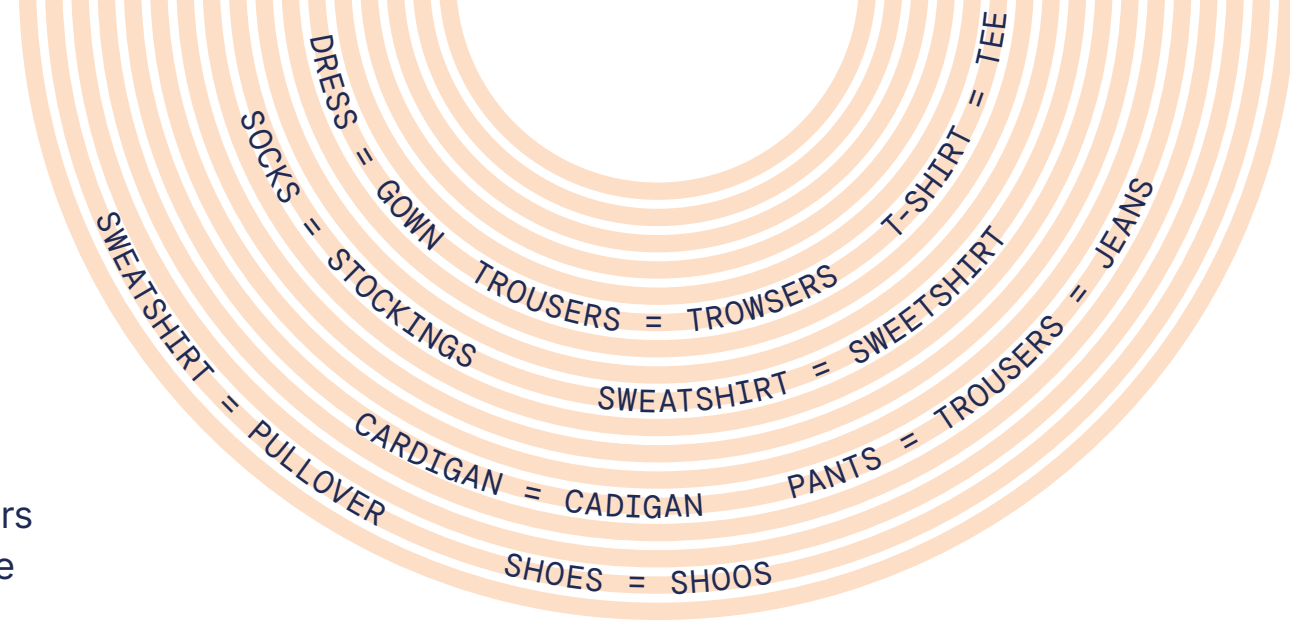 DRESS = GOWN
TROUSERS = TROWSERS
T-SHIRT = TEE
SOCKS = STOCKINGS
SWEATSHIRT = SWEETSHIRT
SWEATSHIRT = PULLOVER
CARDIGAN = CADIGAN
PANTS = TROUSERS = JEANS
SHOES = SHOOS
rs
e